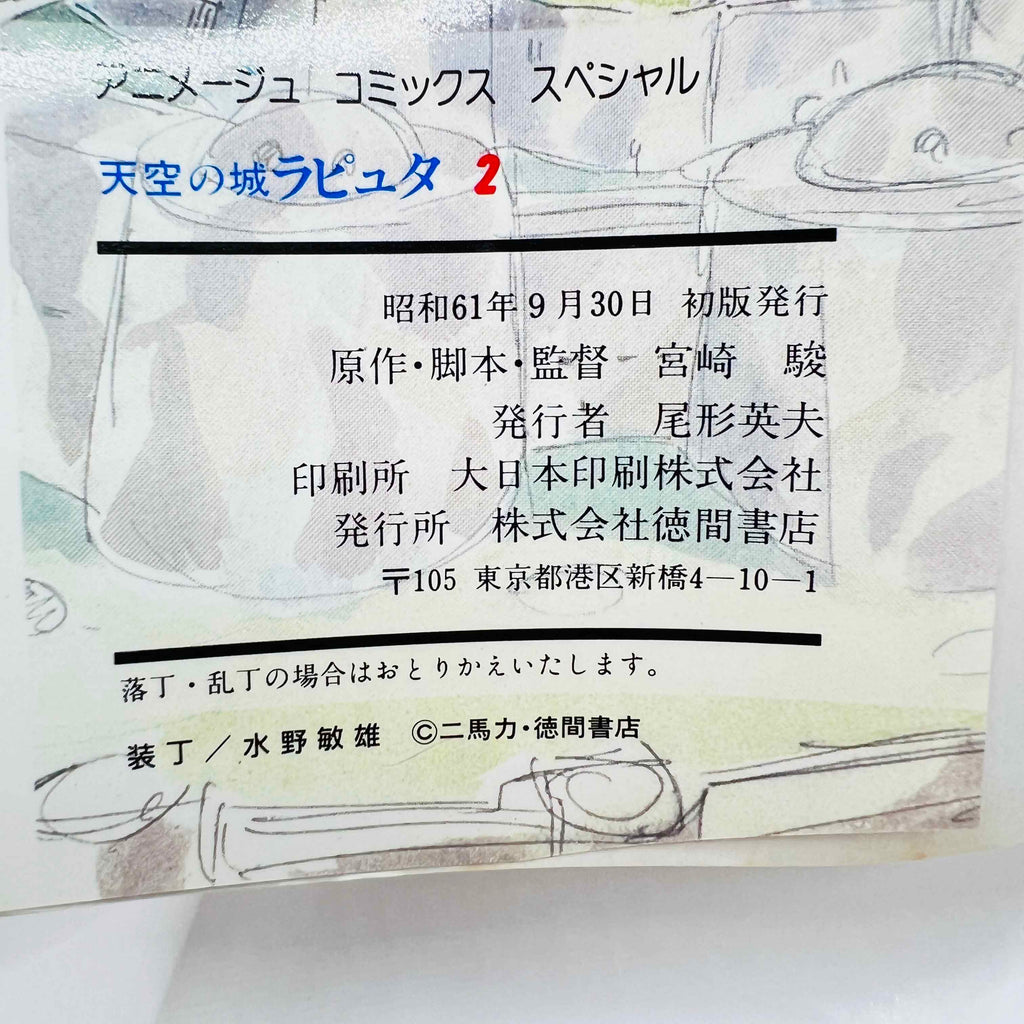 アニメージュ コミックス スペシャル
天空の城ラピュタ 2
昭和61年9月30日 初版発行
原作・脚本・監督 宮崎 駿
発行者 尾形英夫
印刷所 大日本印刷株式会社
発行所 株式会社徳間書店
〒105 東京都港区新橋4―10―1
落丁・乱丁の場合はおとりかえいたします。
装丁／水野敏雄 ©二馬力・徳間書店